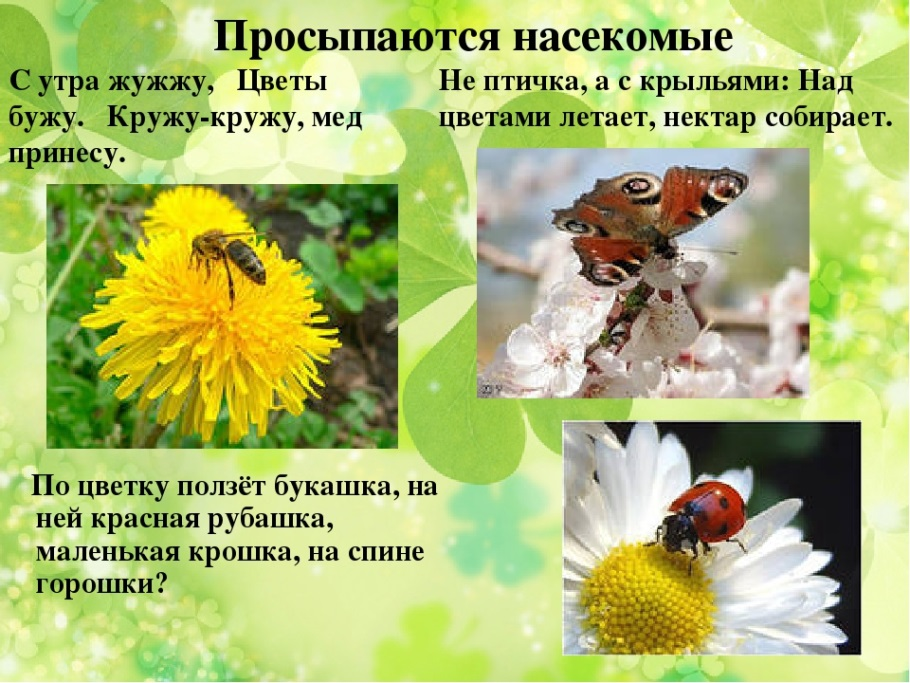 Просыпаются насекомые
С утра жужжу, Цветы
бужу. Кружу-кружу, мед
принесу.
Не птичка, а с крыльями: Над
цветами летает, нектар собирает.
По цветку ползёт букашка, на
ней красная рубашка,
маленькая крошка, на спине
горошки?